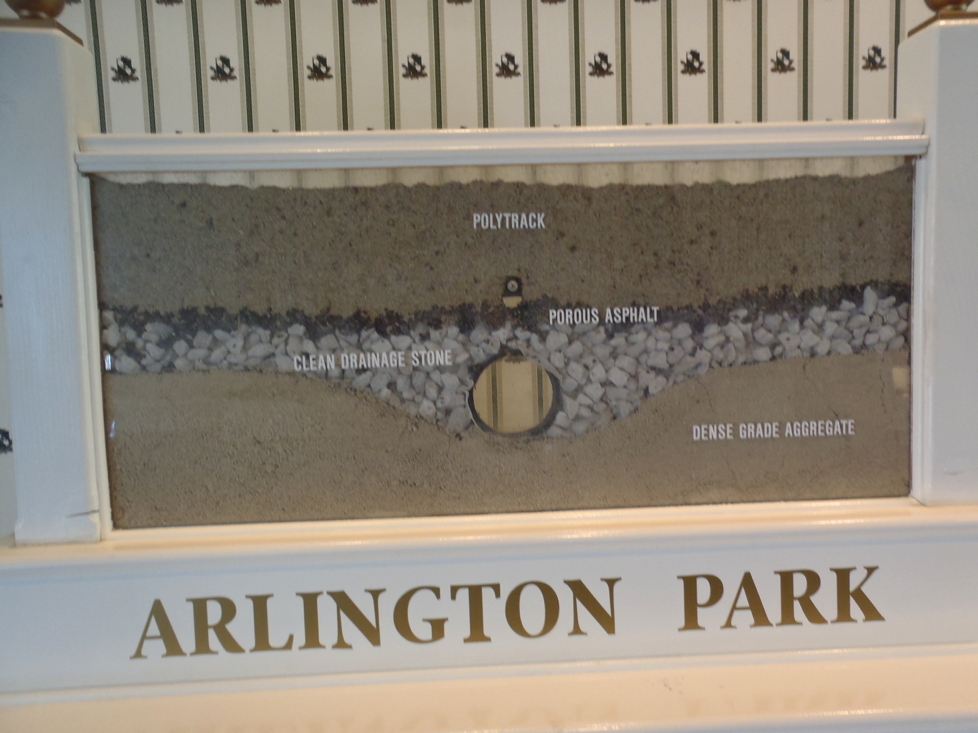 POLYTRACK
POROUS ASPHALT
CLEAN DRAINAGE STONE
DENSE GRADE AGGREGATE
ARLINGTON PARK